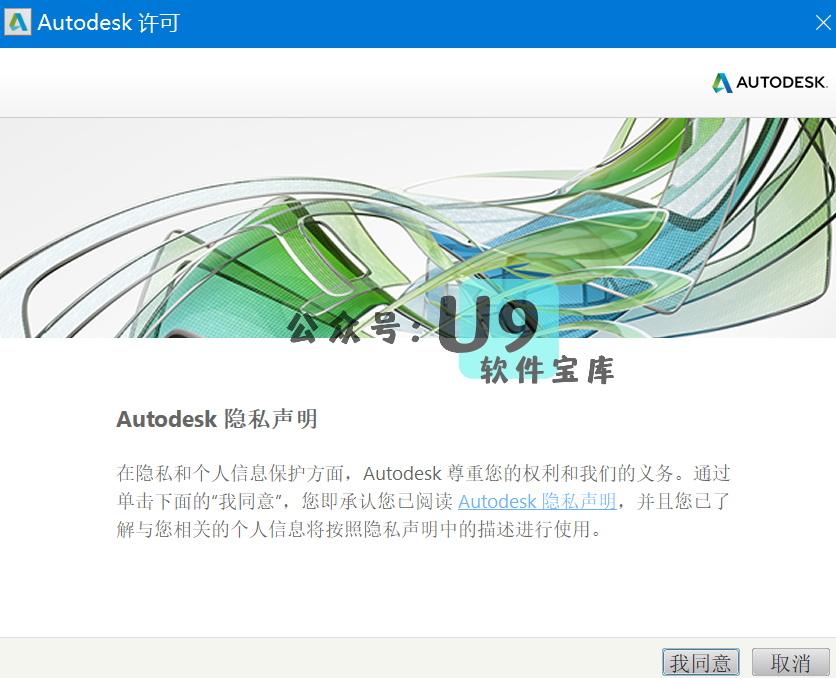 Autodesk 许可
AUTODESK.
公众号：U9
软件宝库
Autodesk 隐私声明
在隐私和个人信息保护方面，Autodesk 尊重您的权利和我们的义务。通过
单击下面的“我同意”，您即承认您已阅读 Autodesk 隐私声明，并且您已了
解与您相关的个人信息将按照隐私声明中的描述进行使用。
我同意 取消